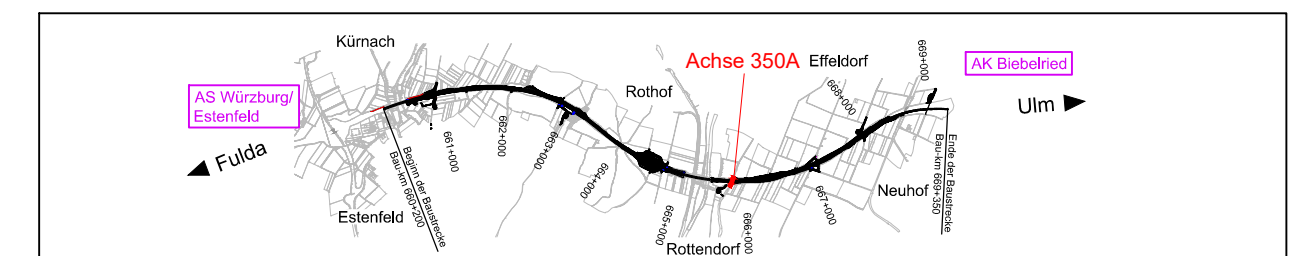 Kürnach
Achse 350A
Effeldorf
669+000
AK Biebelried
AS Würzburg/
Estenfeld
Rothof
668+000
Ulm
Fulda
661+000
662+000
663+000
664+000
Beginn der Baustrecke
Bau-km 660+200
Ende der Baustrecke
Bau-km 669+350
Estenfeld
665+000
666+000
667+000
Neuhof
Rottendorf